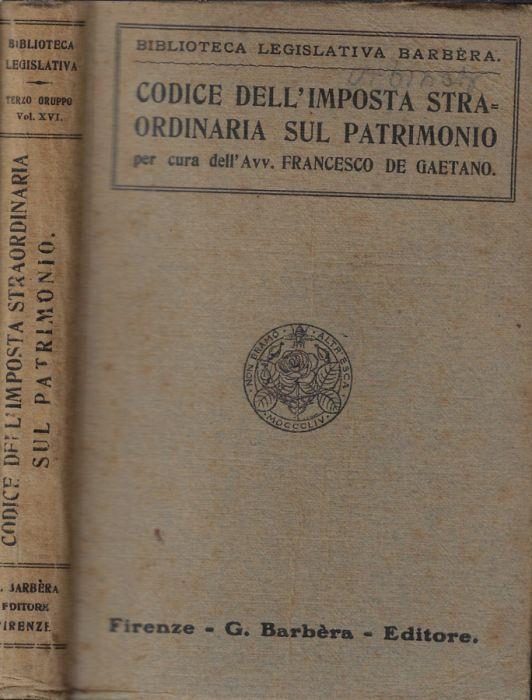 BIBLIOTECA
LEGISLATIVA
TERZO GRUPPO
Vol. XVI.
CODICE DELL'IMPOSTA STRAORDINARIA
SUL PATRIMONIO.
BARBÈRA
EDITORE
FIRENZE
BIBLIOTECA LEGISLATIVA BARBÈRA.
CODICE DELL'IMPOSTA STRA=
ORDINARIA SUL PATRIMONIO
per cura dell'Avv. FRANCESCO DE GAETANO.
NON BRAMO ALTR'ESCA
MDCCCLIV
Firenze - G. Barbèra - Editore.